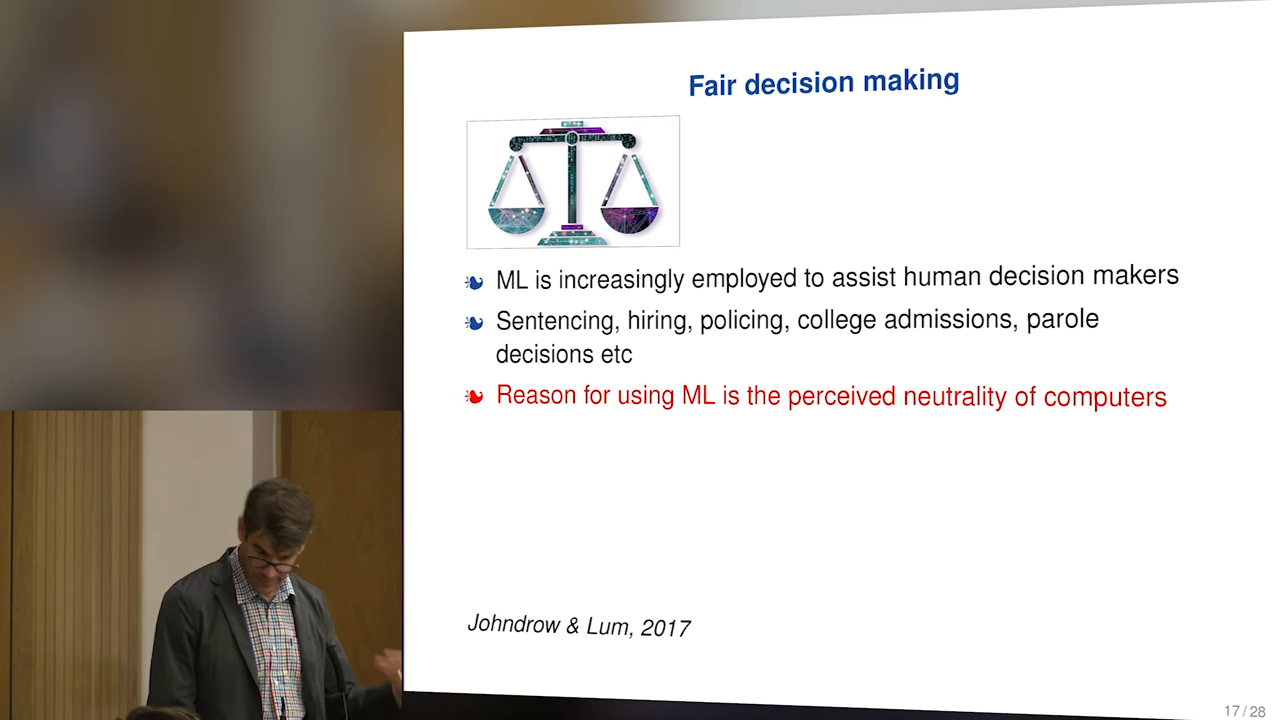 Fair decision making
ML is increasingly employed to assist human decision makers
Sentencing, hiring, policing, college admissions, parole
decisions etc
Reason for using ML is the perceived neutrality of computers
Johndrow & Lum, 2017
17 / 28